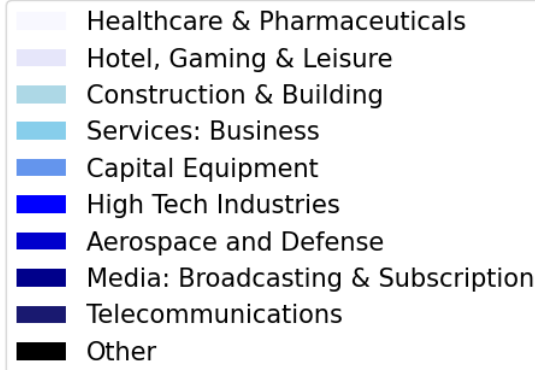 Healthcare & Pharmaceuticals
Hotel, Gaming & Leisure
Construction & Building
Services: Business
Capital Equipment
High Tech Industries
Aerospace and Defense
Media: Broadcasting & Subscription
Telecommunications
Other